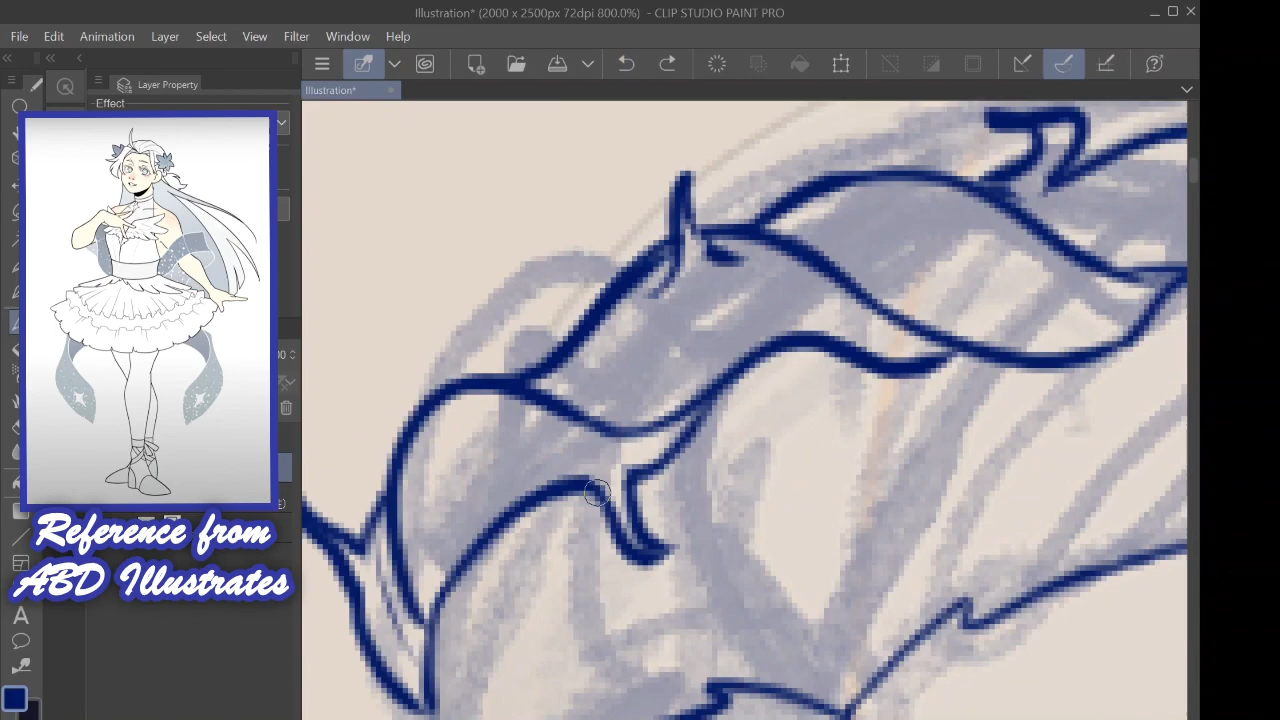 Illustration* (2000 x 2500px 72dpi 800.0%) - CLIP STUDIO PAINT PRO
File Edit Animation Layer Select View Filter Window Help
Layer Property
Illustration*
Effect
Reference from
ABD Illustrates